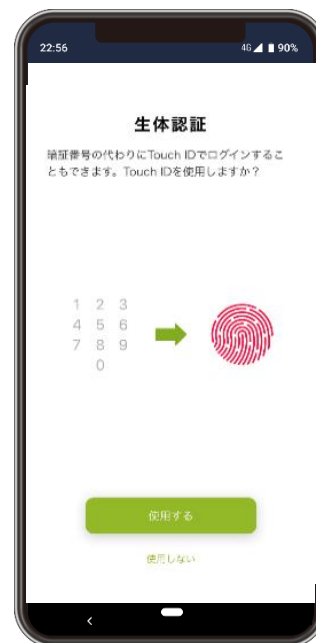 22:56 4G 90%
生体認証
暗証番号の代わりにTouch IDでログインするこ
ともできます。Touch IDを使用しますか？
1 2 3
4 5 6
7 8 9
0
使用する
使用しない